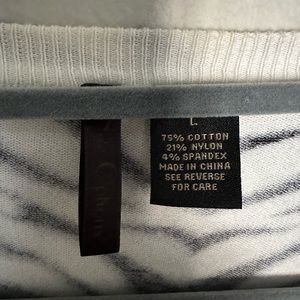 L
75% COTTON
21% NYLON
4% SPANDEX
MADE IN CHINA
SEE REVERSE
FOR CARE